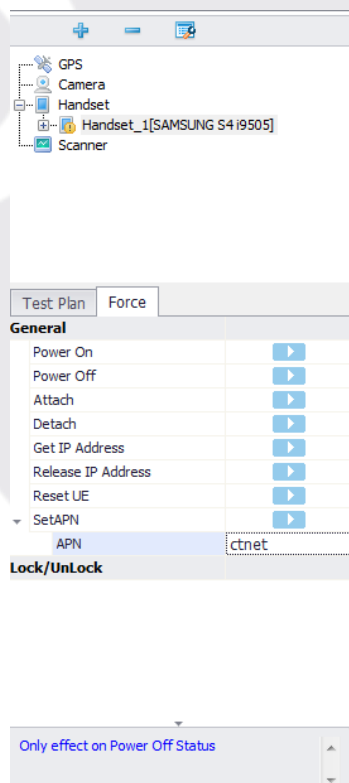 GPS
Camera
Handset
Handset_1[SAMSUNG S4 i9505]
Scanner
Test Plan Force
General
Power On
Power Off
Attach
Detach
Get IP Address
Release IP Address
Reset UE
SetAPN
APN ctnet
Lock/UnLock
Only effect on Power Off Status